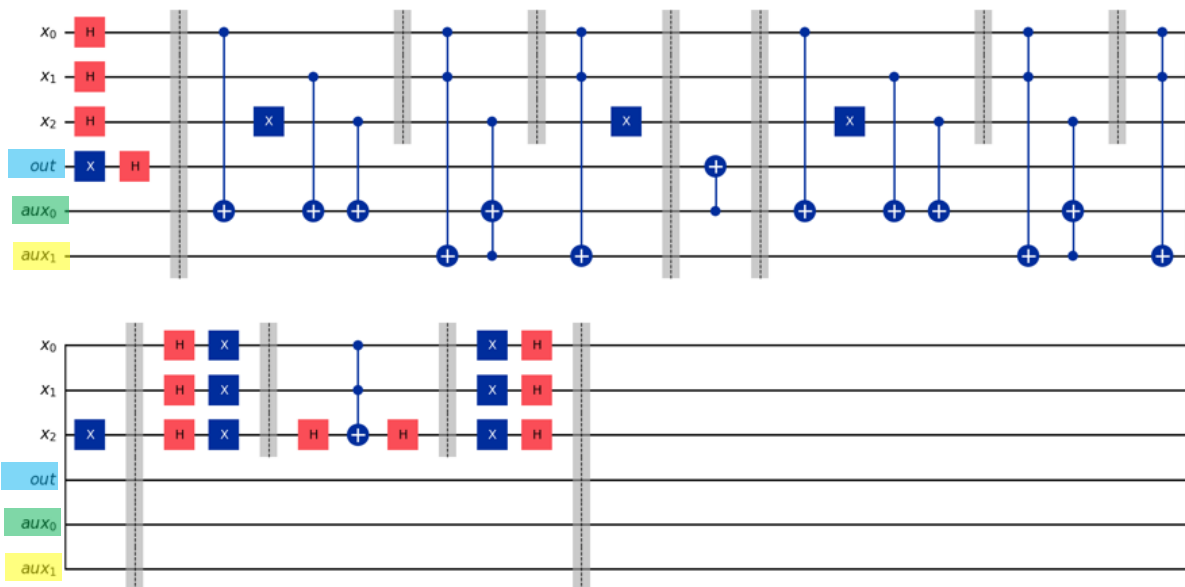 x₀ H
x₁ H
x₂ H X X X
out X H
aux₀
aux₁
x₀ H X X H
x₁ H X X H
x₂ X H X H H X H
out
aux₀
aux₁